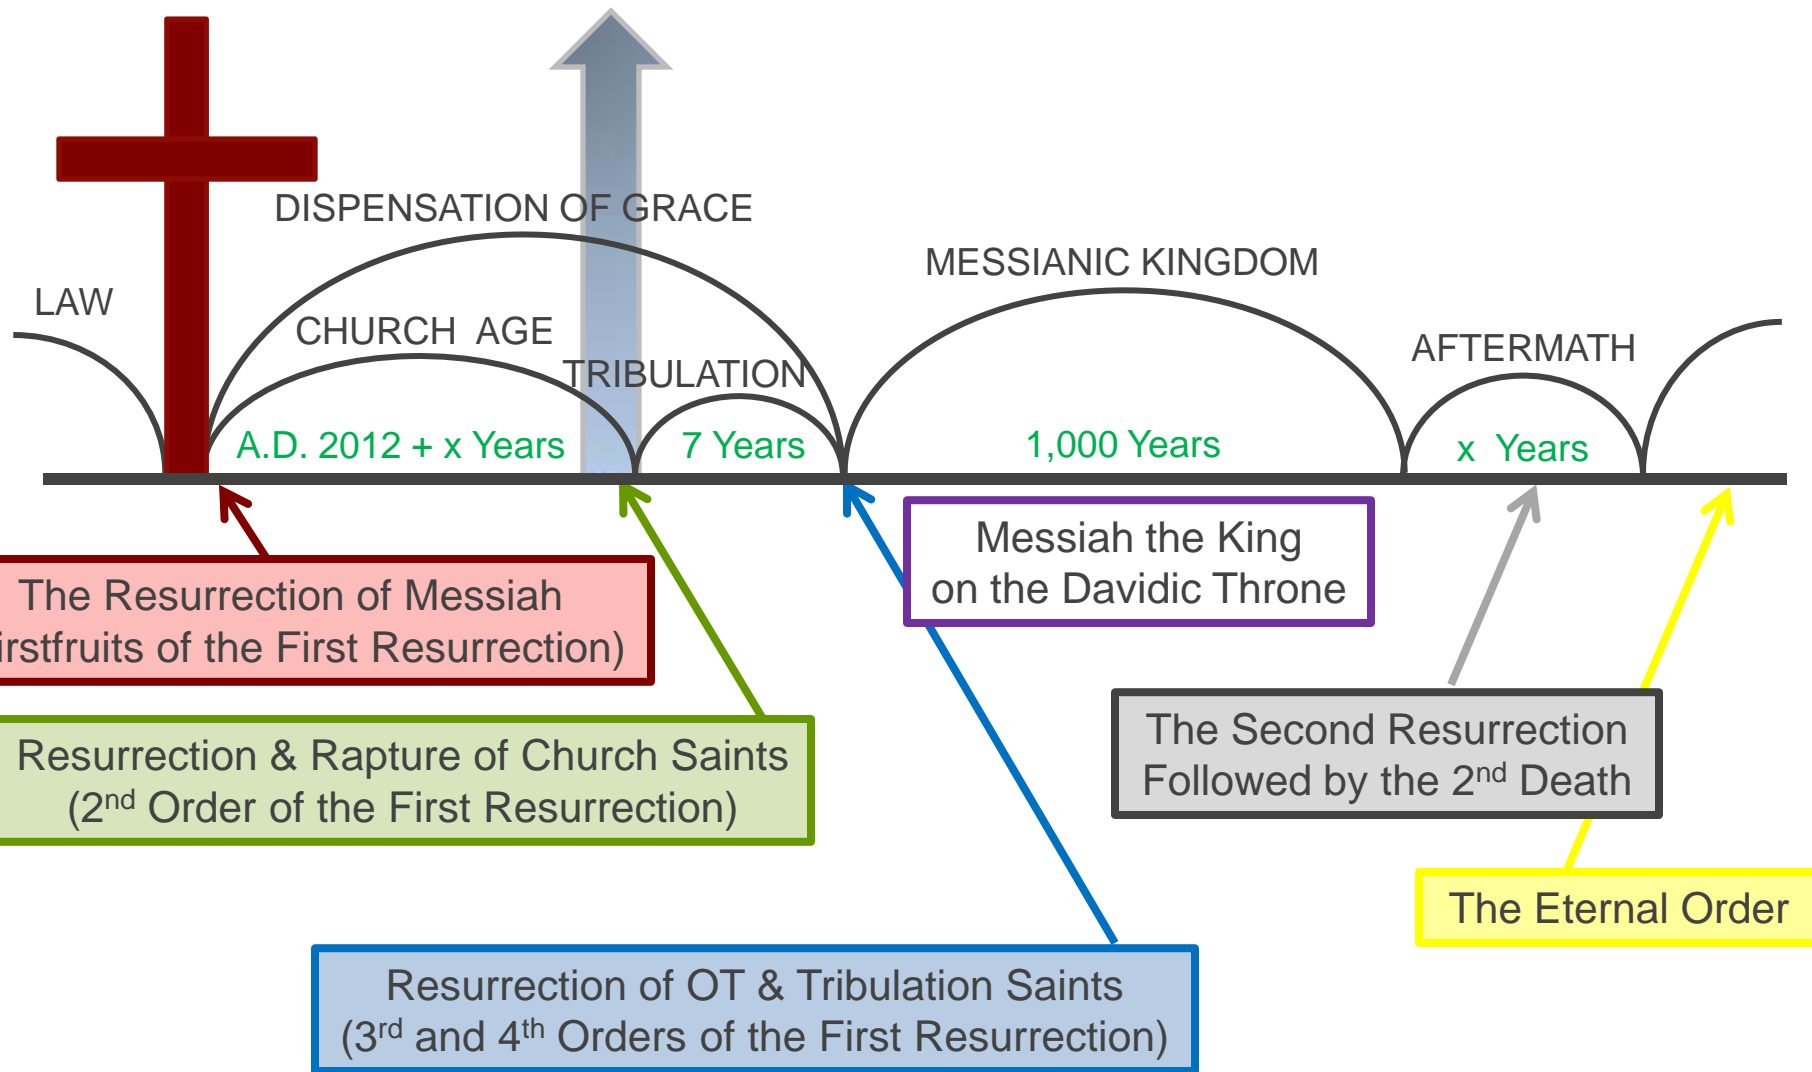 DISPENSATION OF GRACE
MESSIANIC KINGDOM
LAW
CHURCH AGE
AFTERMATH
TRIBULATION
A.D. 2012 + x Years
7 Years
1,000 Years
x Years
Messiah the King
on the Davidic Throne
The Resurrection of Messiah
irstfruits of the First Resurrection)
Resurrection & Rapture of Church Saints
(2nd Order of the First Resurrection)
The Second Resurrection
Followed by the 2nd Death
The Eternal Order
Resurrection of OT & Tribulation Saints
(3rd and 4th Orders of the First Resurrection)